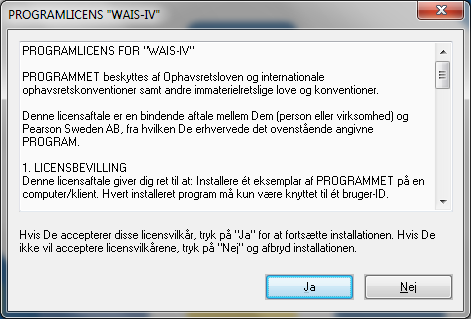 PROGRAMLICENS "WAIS-IV"
PROGRAMLICENS FOR "WAIS-IV"
PROGRAMMET beskyttes af Ophavsretsloven og internationale
ophavsretskonventioner samt andre immaterielretslige love og konventioner.
Denne licensaftale er en bindende aftale mellem Dem (person eller virksomhed) og
Pearson Sweden AB, fra hvilken De erhvervede det ovenstående angivne
PROGRAM.
1. LICENSBEVILLING
Denne licensaftale giver dig ret til at: Installere ét eksemplar af PROGRAMMET på en
computer/klient. Hvert installeret program må kun være knyttet til ét bruger-ID.
Hvis De accepterer disse licensvilkår, tryk på "Ja" for at fortsætte installationen. Hvis De
ikke vil acceptere licensvilkårene, tryk på "Nej" og afbryd installationen.
Ja
Nej